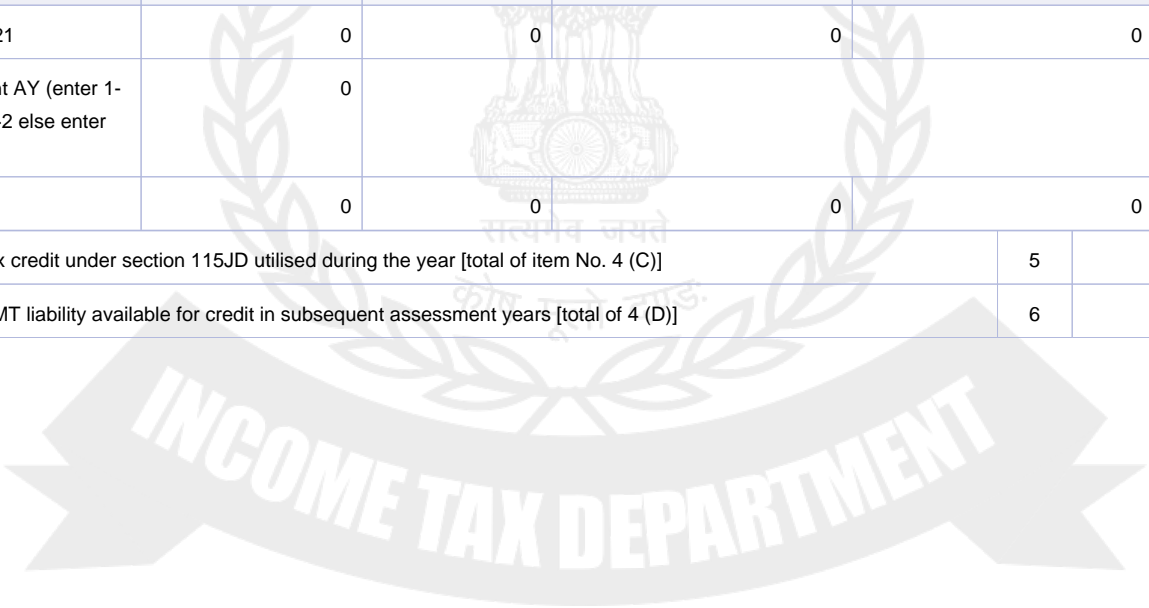 21 0 0 0 0
t AY (enter 1- 0
-2 else enter
0 0 0 0
सत्यमेव जयते
x credit under section 115JD utilised during the year [total of item No. 4 (C)] 5
कोष मूलो दण्डः
MT liability available for credit in subsequent assessment years [total of 4 (D)] 6
INCOME TAX DEPARTMENT